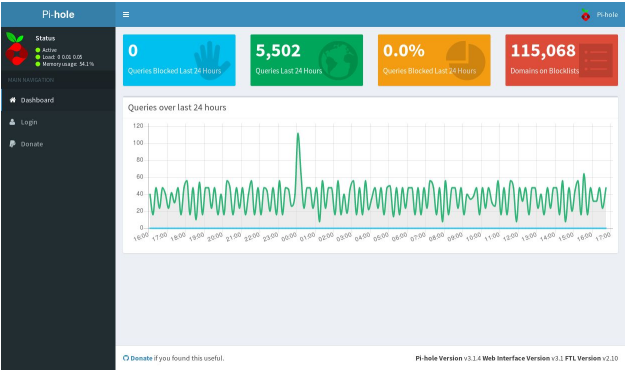 Pi-hole
Pi-hole
Status
Active
Load: 0 0.01 0.05
Memory usage: 54.1 %
MAIN NAVIGATION
Dashboard
Login
Donate
0
Queries Blocked Last 24 Hours
5,502
Queries Last 24 Hours
0.0%
Queries Blocked Last 24 Hours
115,068
Domains on Blocklists
Queries over last 24 hours
120
100
80
60
40
20
0
16:00 17:00 18:00 19:00 20:00 21:00 22:00 23:00 00:00 01:00 02:00 03:00 04:00 05:00 06:00 07:00 08:00 09:00 10:00 11:00 12:00 13:00 14:00 15:00 16:00 17:00
Donate if you found this useful.
Pi-hole Version v3.1.4 Web Interface Version v3.1 FTL Version v2.10